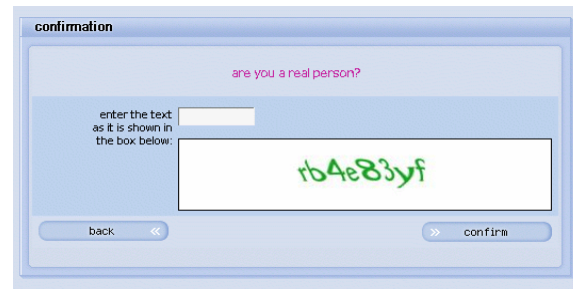 confirmation
are you a real person?
enter the text
as it is shown in
the box below:
rb4e83yf
back «
» confirm